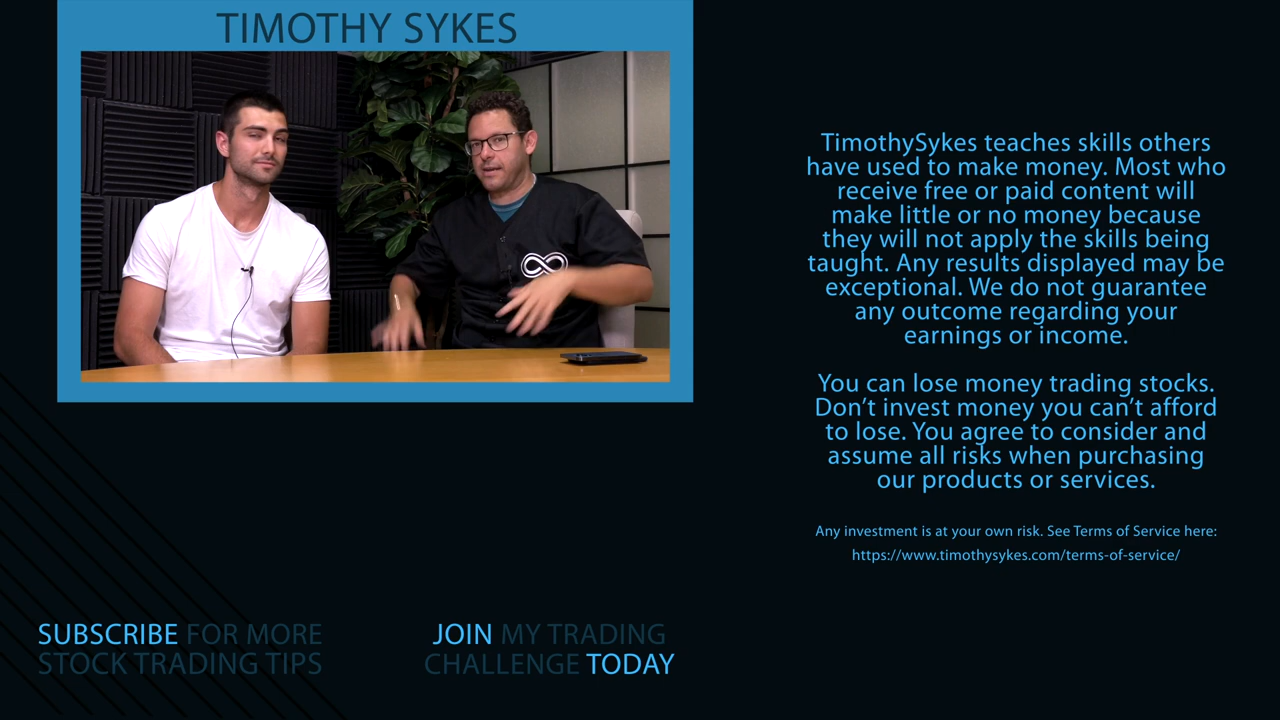 TIMOTHY SYKES
TimothySykes teaches skills others
have used to make money. Most who
receive free or paid content will
make little or no money because
they will not apply the skills being
taught. Any results displayed may be
exceptional. We do not guarantee
any outcome regarding your
earnings or income.
You can lose money trading stocks.
Don’t invest money you can’t afford
to lose. You agree to consider and
assume all risks when purchasing
our products or services.
Any investment is at your own risk. See Terms of Service here:
https://www.timothysykes.com/terms-of-service/
SUBSCRIBE FOR MORE
STOCK TRADING TIPS
JOIN MY TRADING
CHALLENGE TODAY